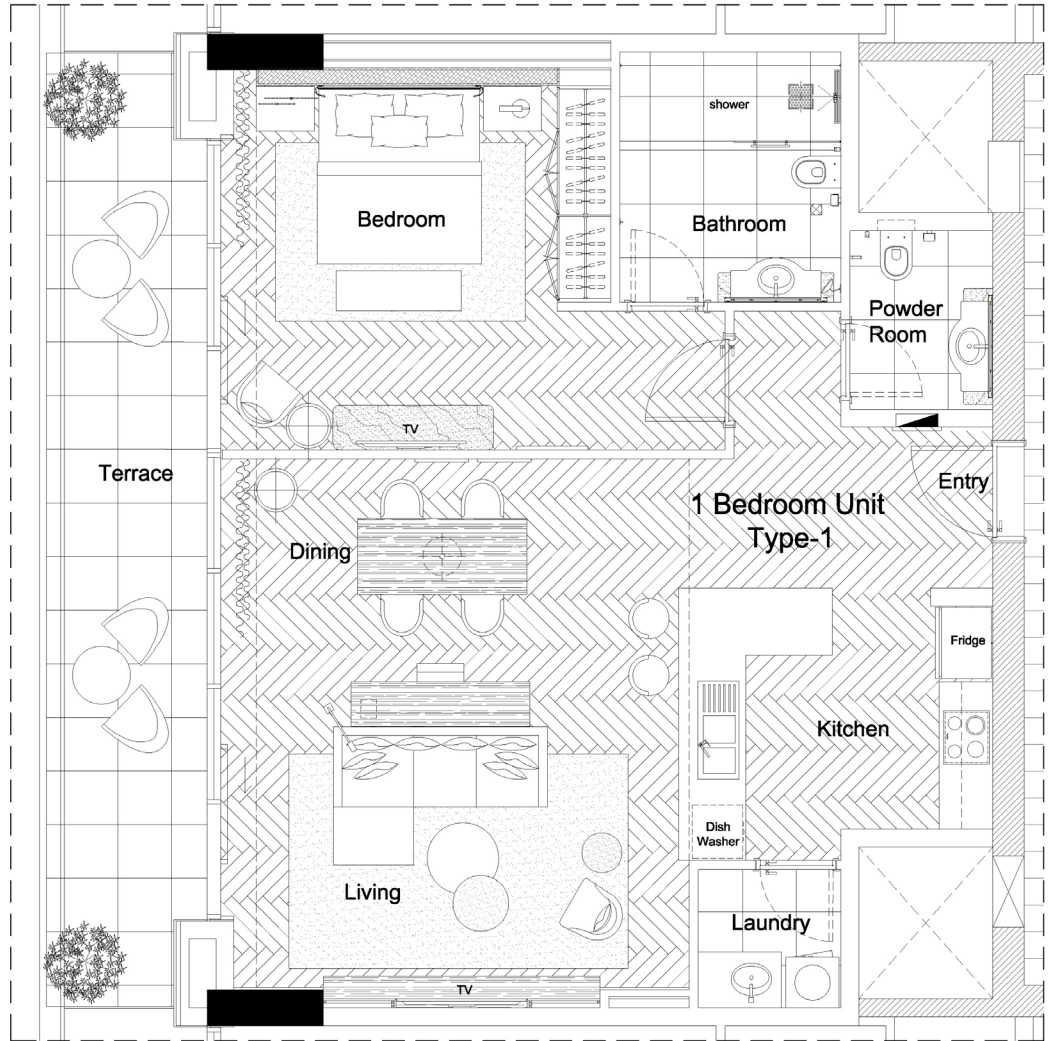 shower
Bedroom
Bathroom
Powder
Room
TV
Terrace
Entry
1 Bedroom Unit
Type-1
Dining
Fridge
Kitchen
Dish
Washer
Living
Laundry
TV